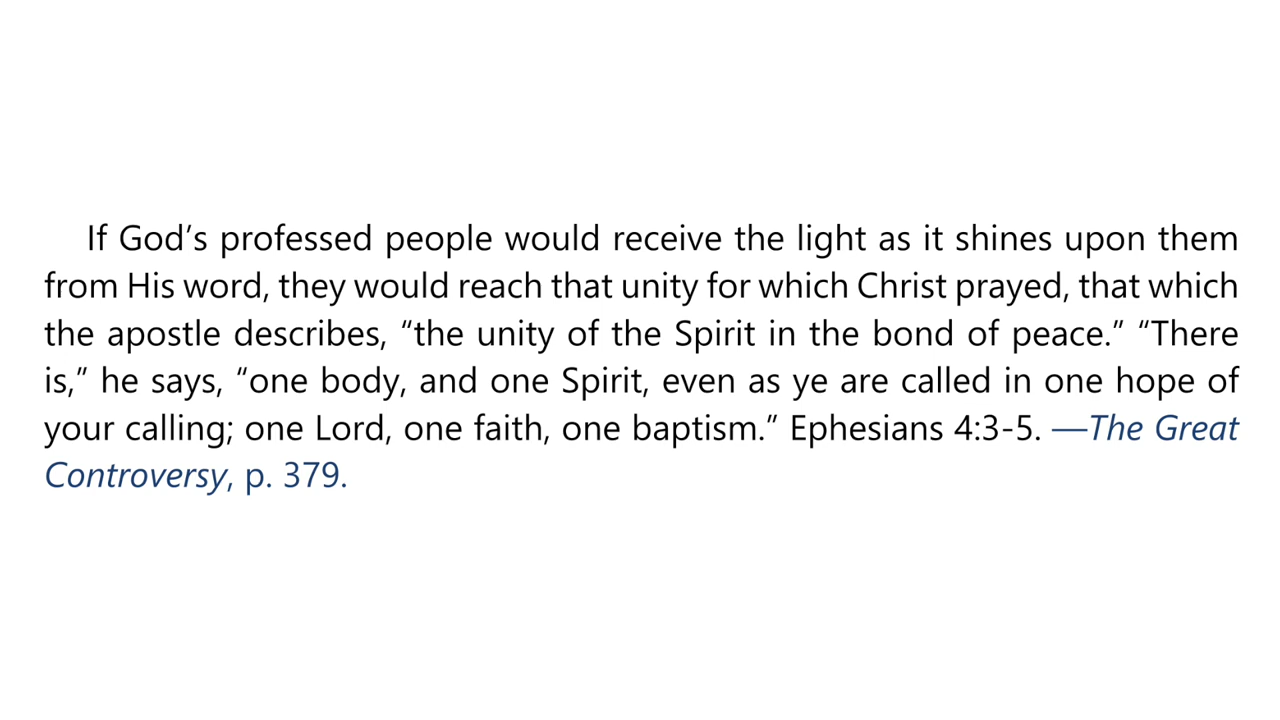 If God’s professed people would receive the light as it shines upon them
from His word, they would reach that unity for which Christ prayed, that which
the apostle describes, “the unity of the Spirit in the bond of peace.” “There
is,” he says, “one body, and one Spirit, even as ye are called in one hope of
your calling; one Lord, one faith, one baptism.” Ephesians 4:3-5. —The Great
Controversy, p. 379.